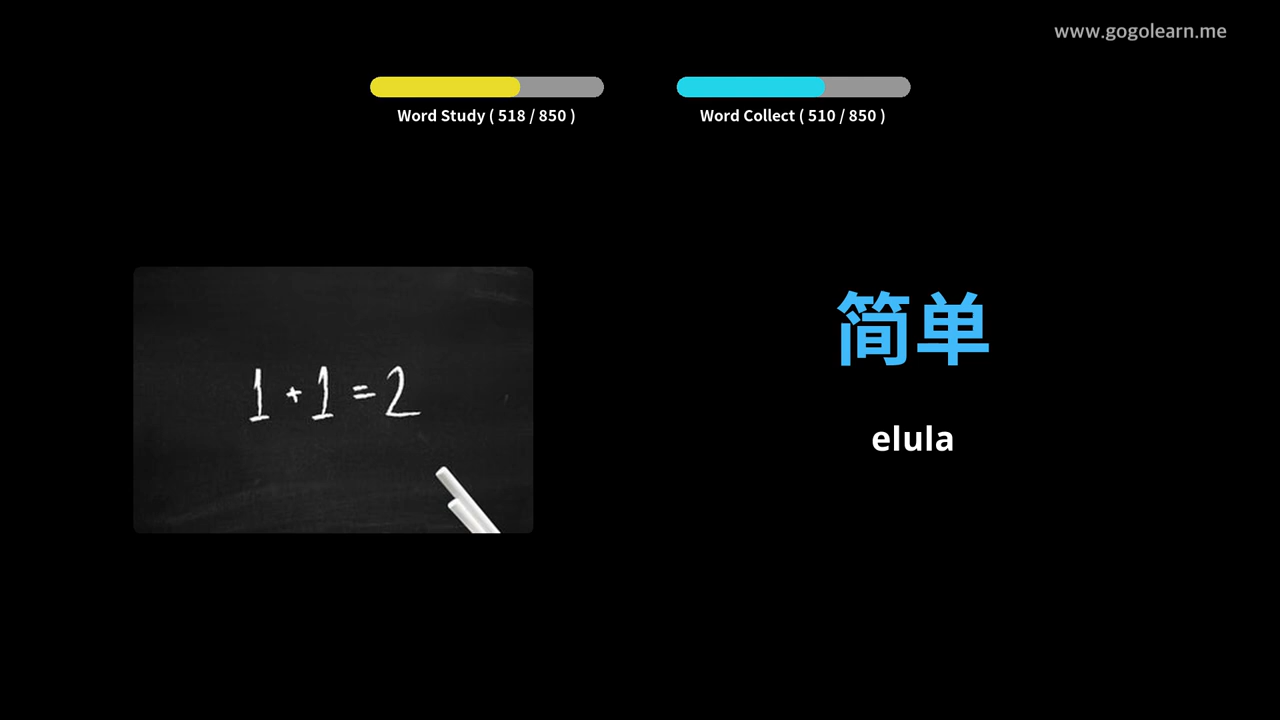 www.gogolearn.me
Word Study ( 518 / 850 )
Word Collect ( 510 / 850 )
1 + 1 = 2
简单
elula